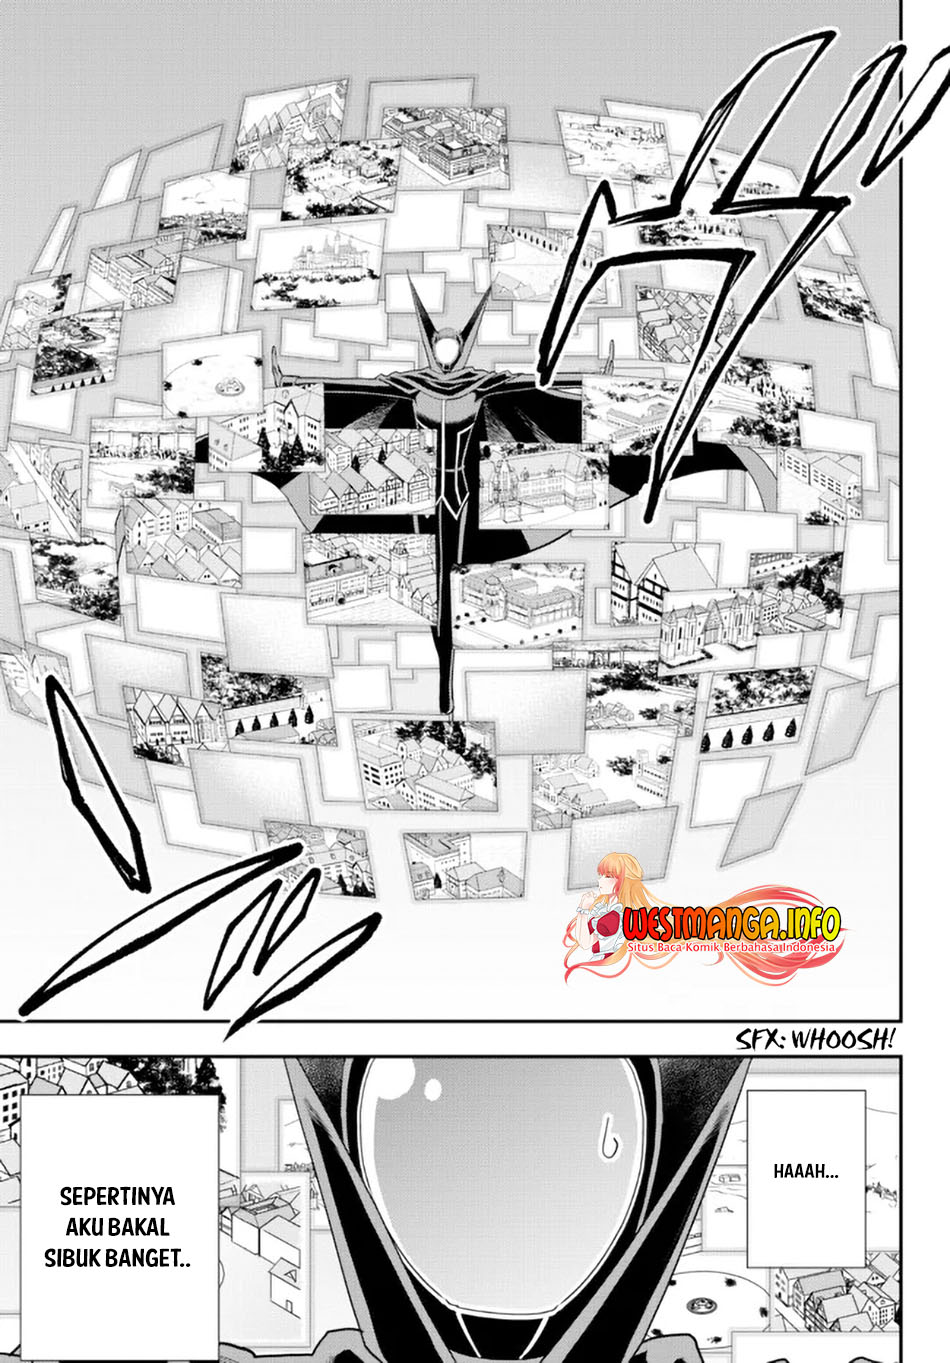 WESTMANGA.INFO
Situs Baca Komik Berbahasa Indonesia
SFX: WHOOSH!
HAAAH...
SEPERTINYA
AKU BAKAL
SIBUK BANGET..